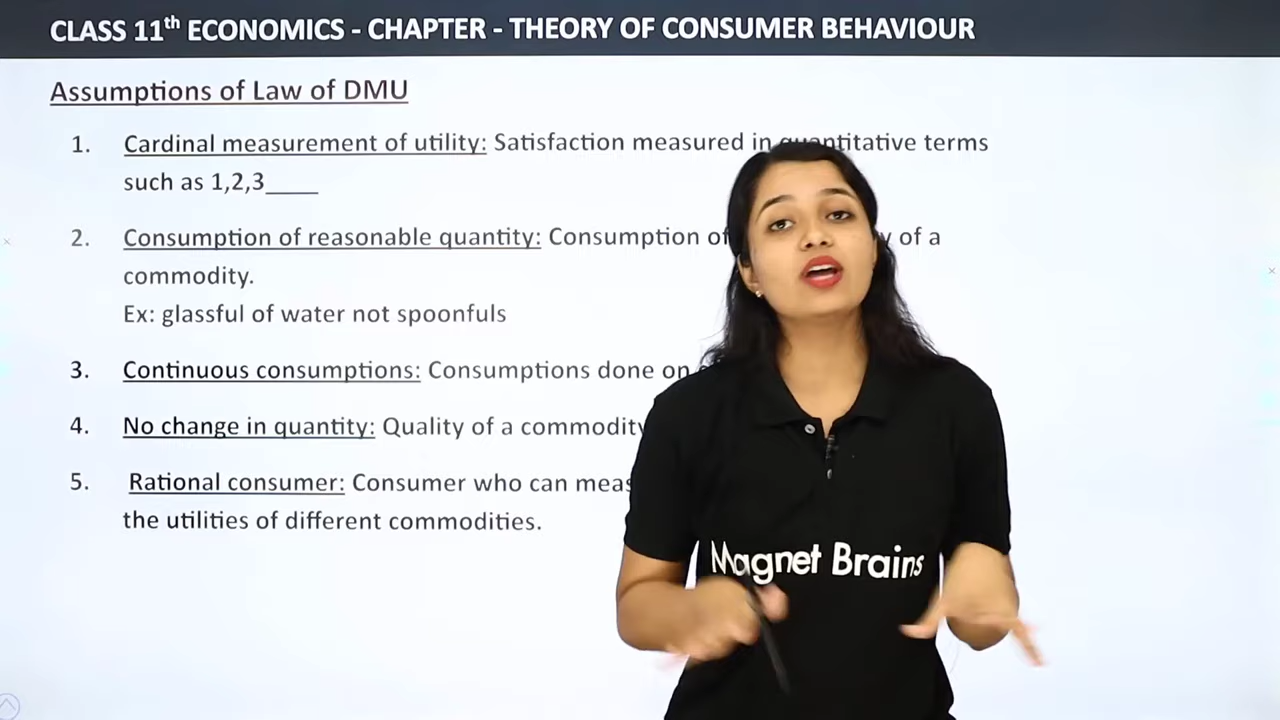 CLASS 11th ECONOMICS - CHAPTER - THEORY OF CONSUMER BEHAVIOUR
Assumptions of Law of DMU
1. Cardinal measurement of utility: Satisfaction measured in quantitative terms
such as 1,2,3____
2. Consumption of reasonable quantity: Consumption of of a
commodity.
Ex: glassful of water not spoonfuls
3. Continuous consumptions: Consumptions done on
4. No change in quantity: Quality of a commodity
5. Rational consumer: Consumer who can
the utilities of different commodities.
Magnet Brains